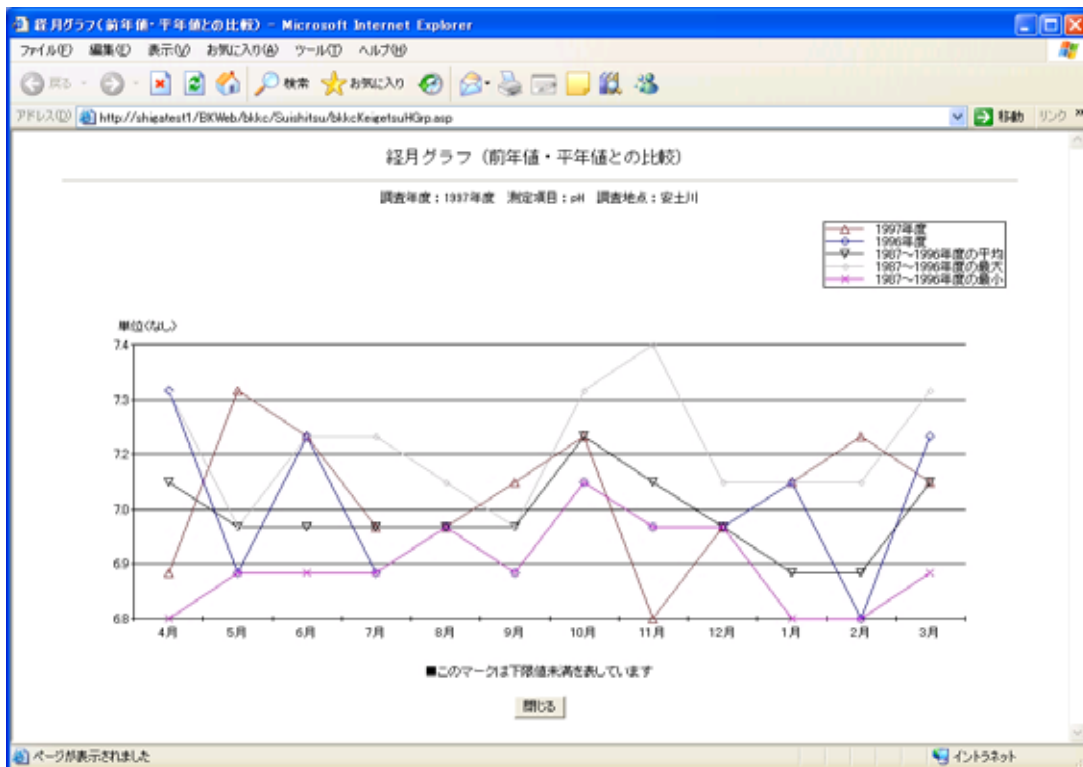 経月グラフ(前年値・平年値との比較) - Microsoft Internet Explorer
ファイル(F) 編集(E) 表示(V) お気に入り(A) ツール(T) ヘルプ(H)
戻る 検索 お気に入り
アドレス(D) http://shigatest1/BKWeb/bkkc/Suishitsu/bkkcKeigetsuHGrp.asp 移動 リンク »
経月グラフ(前年値・平年値との比較)
調査年度:1997年度 測定項目:pH 調査地点:安土川
1997年度
1996年度
1987~1996年度の平均
1987~1996年度の最大
1987~1996年度の最小
単位(なし)
7.4
7.3
7.2
7.0
6.9
6.8
4月 5月 6月 7月 8月 9月 10月 11月 12月 1月 2月 3月
■このマークは下限値未満を表しています
閉じる
ページが表示されました イントラネット